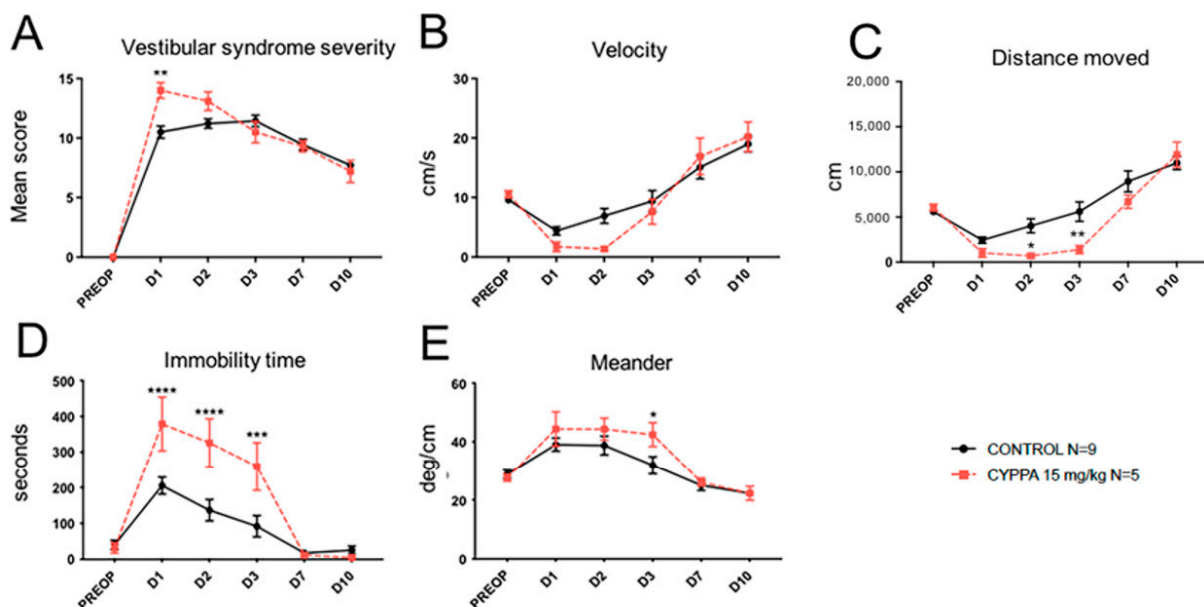 A
Vestibular syndrome severity
Mean score
15
**
10
5
0
PREOP
D1
D2
D3
D7
D10
B
Velocity
cm/s
30
20
10
0
PREOP
D1
D2
D3
D7
D10
C
Distance moved
cm
20,000
15,000
10,000
5,000
0
*
**
PREOP
D1
D2
D3
D7
D10
D
Immobility time
seconds
500
400
300
200
100
0
****
****
***
PREOP
D1
D2
D3
D7
D10
E
Meander
deg/cm
60
40
20
0
*
PREOP
D1
D2
D3
D7
D10
CONTROL N=9
CYPPA 15 mg/kg N=5